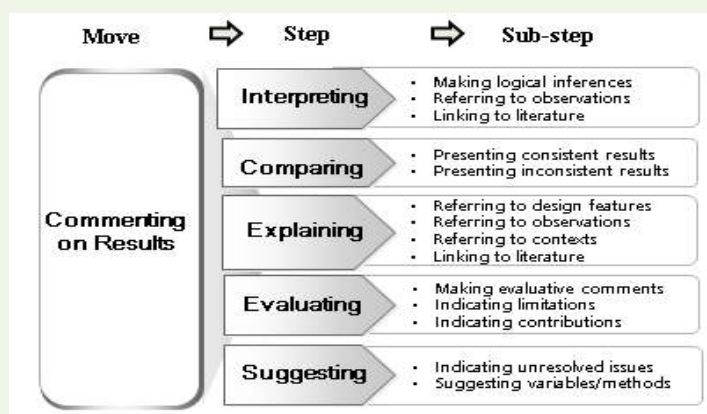 Move Step Sub-step
Commenting
on Results
Interpreting
• Making logical inferences
• Referring to observations
• Linking to literature
Comparing
• Presenting consistent results
• Presenting inconsistent results
Explaining
• Referring to design features
• Referring to observations
• Referring to contexts
• Linking to literature
Evaluating
• Making evaluative comments
• Indicating limitations
• Indicating contributions
Suggesting
• Indicating unresolved issues
• Suggesting variables/methods